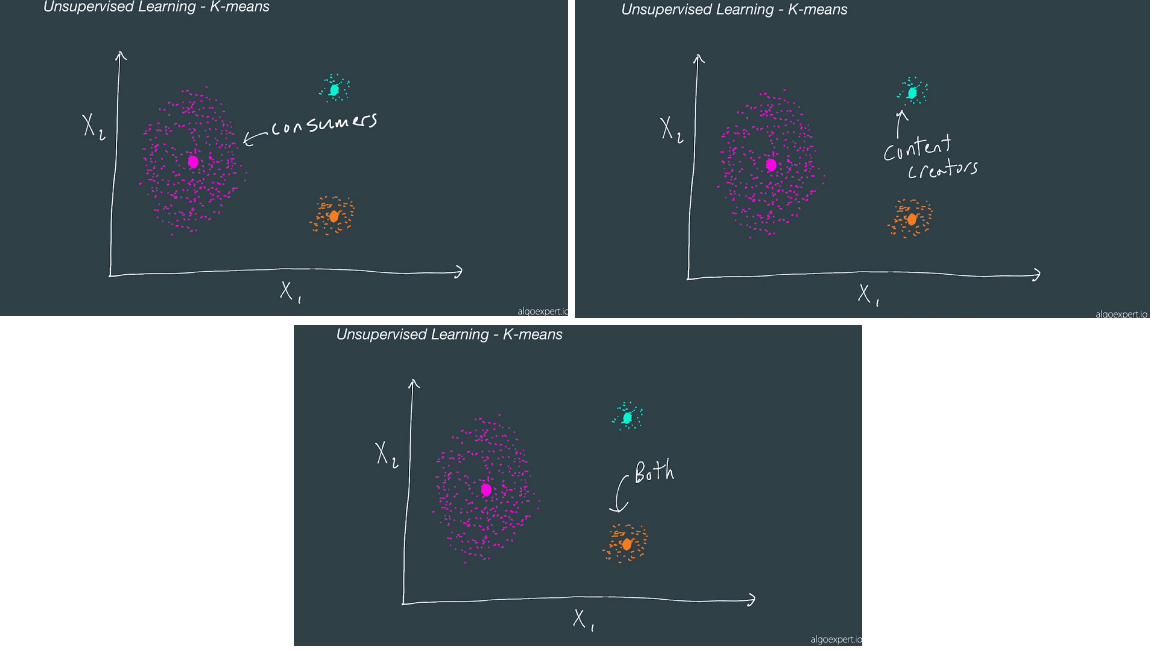 Unsupervised Learning - K-means
X2
consumers
X1
algoexpert.io
Unsupervised Learning - K-means
X2
content
creators
X1
algoexpert.io
Unsupervised Learning - K-means
X2
Both
X1
algoexpert.io